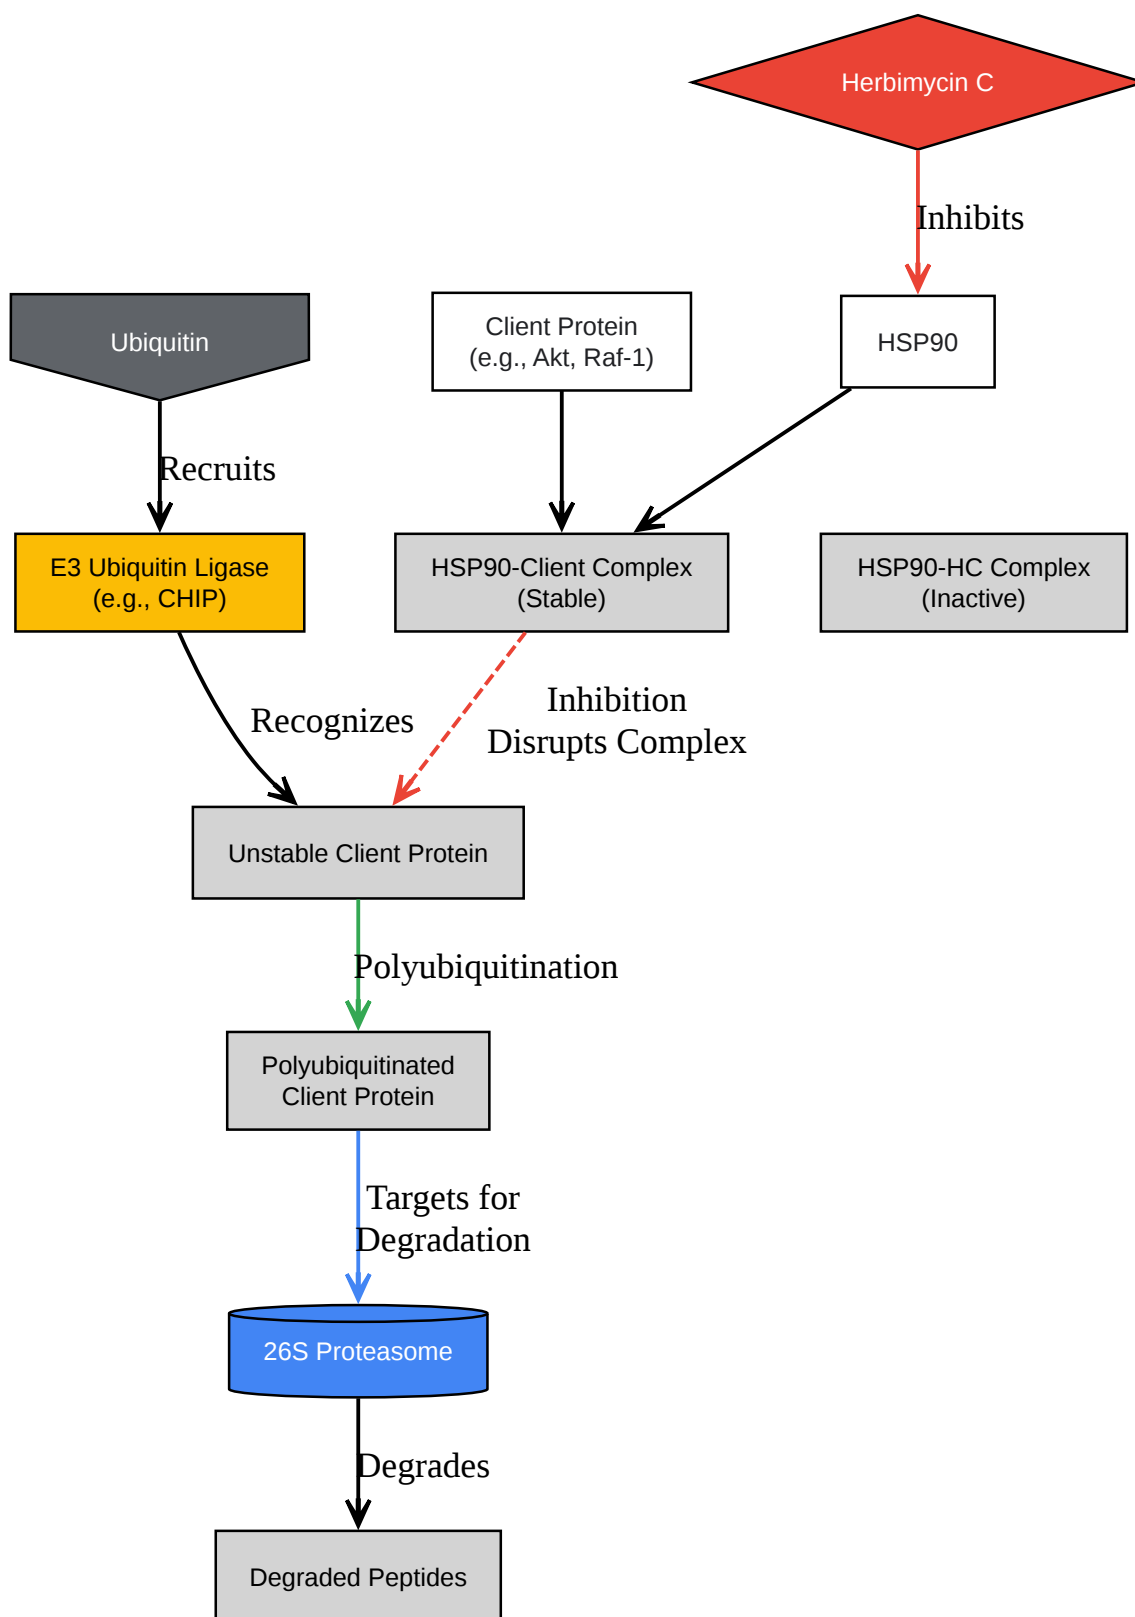 Herbimycin C
Inhibits
Ubiquitin
Client Protein
(e.g., Akt, Raf-1)
HSP90
Recruits
E3 Ubiquitin Ligase
(e.g., CHIP)
HSP90-Client Complex
(Stable)
HSP90-HC Complex
(Inactive)
Recognizes
Inhibition
Disrupts Complex
Unstable Client Protein
Polyubiquitination
Polyubiquitinated
Client Protein
Targets for
Degradation
26S Proteasome
Degrades
Degraded Peptides